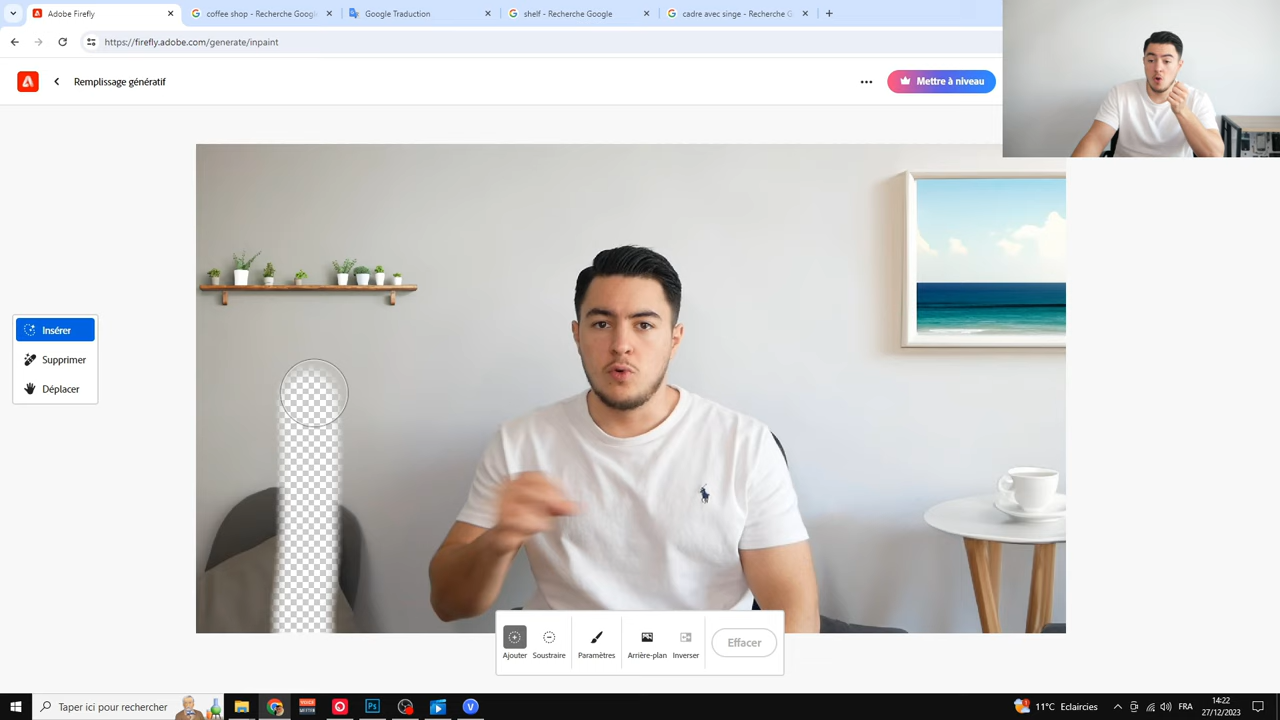 Adobe Firefly
coffee shop - Recherche Google
Google Traduction
shelf - Recherche Google
cadre avec singe - Recherche G
https://firefly.adobe.com/generate/inpaint
Remplissage génératif
Mettre à niveau
Insérer
Supprimer
Déplacer
Ajouter
Soustraire
Paramètres
Arrière-plan
Inverser
Effacer
Taper ici pour rechercher
11°C Eclaircies
FRA
14:22
27/12/2023